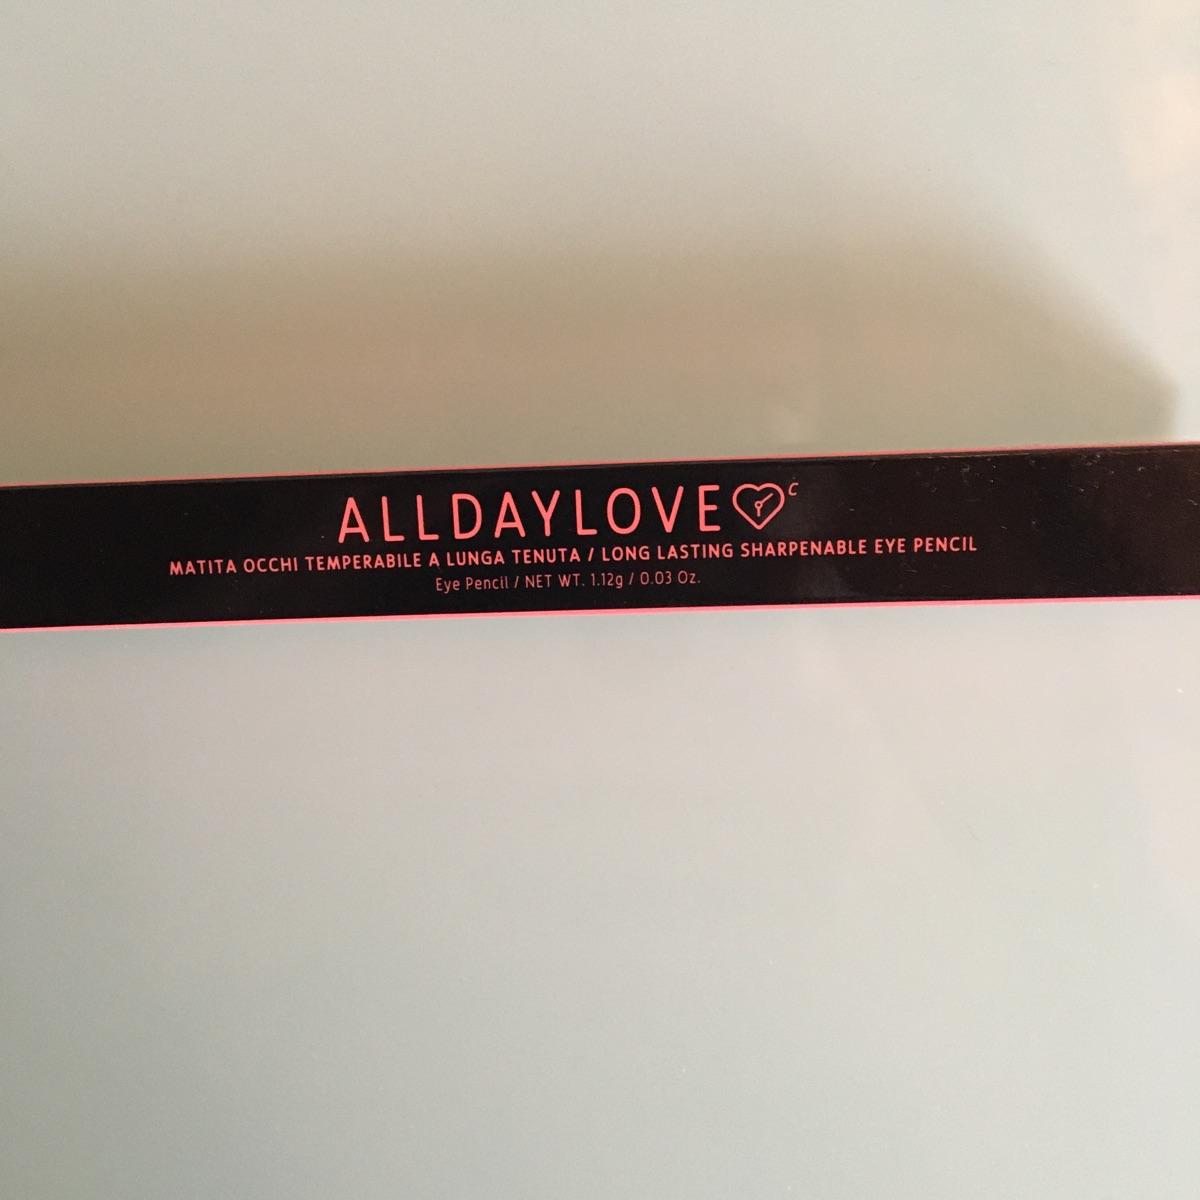 ALLDAYLOVE C
MATITA OCCHI TEMPERABILE A LUNGA TENUTA / LONG LASTING SHARPENABLE EYE PENCIL
Eye Pencil / NET WT. 1.12g / 0.03 Oz.